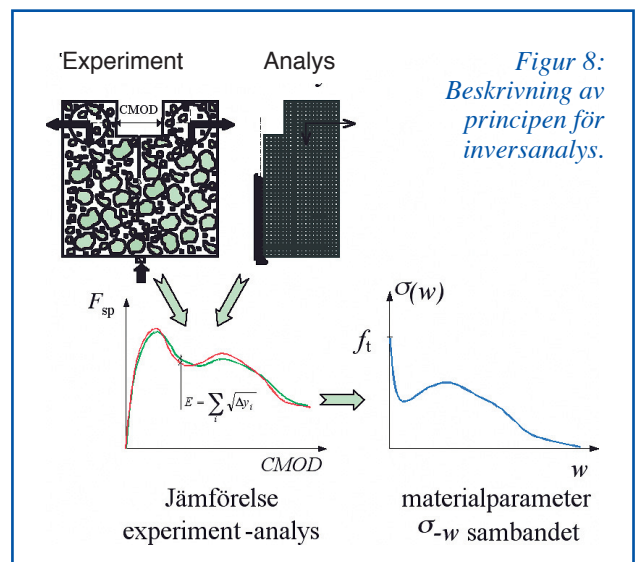 Experiment
Analys
Figur 8:
Beskrivning av
principen för
inversanalys.
CMOD
F_sp
E = ∑_i √Δy_i
CMOD
Jämförelse
experiment-analys
σ(w)
f_t
w
materialparameter
σ-w sambandet